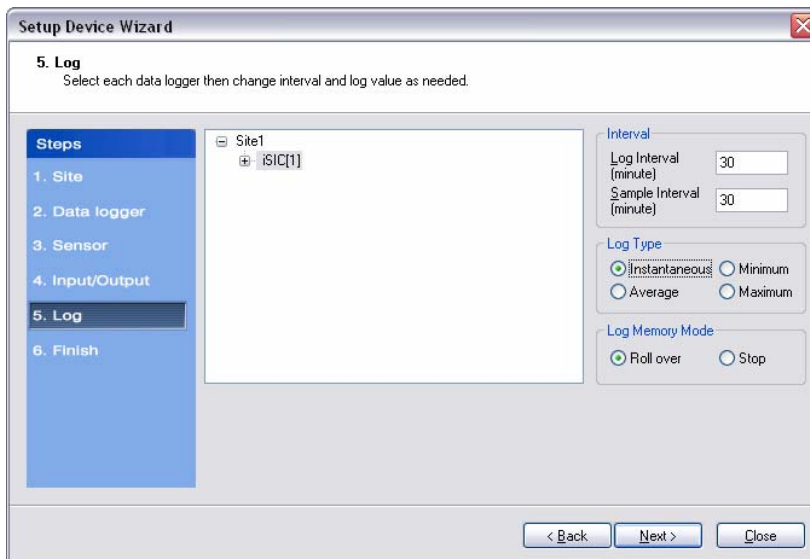 Setup Device Wizard
5. Log
Select each data logger then change interval and log value as needed.
Steps
1. Site
2. Data logger
3. Sensor
4. Input/Output
5. Log
6. Finish
Site1
iSIC[1]
Interval
Log Interval
(minute)
30
Sample Interval
(minute)
30
Log Type
Instantaneous
Minimum
Average
Maximum
Log Memory Mode
Roll over
Stop
< Back
Next >
Close